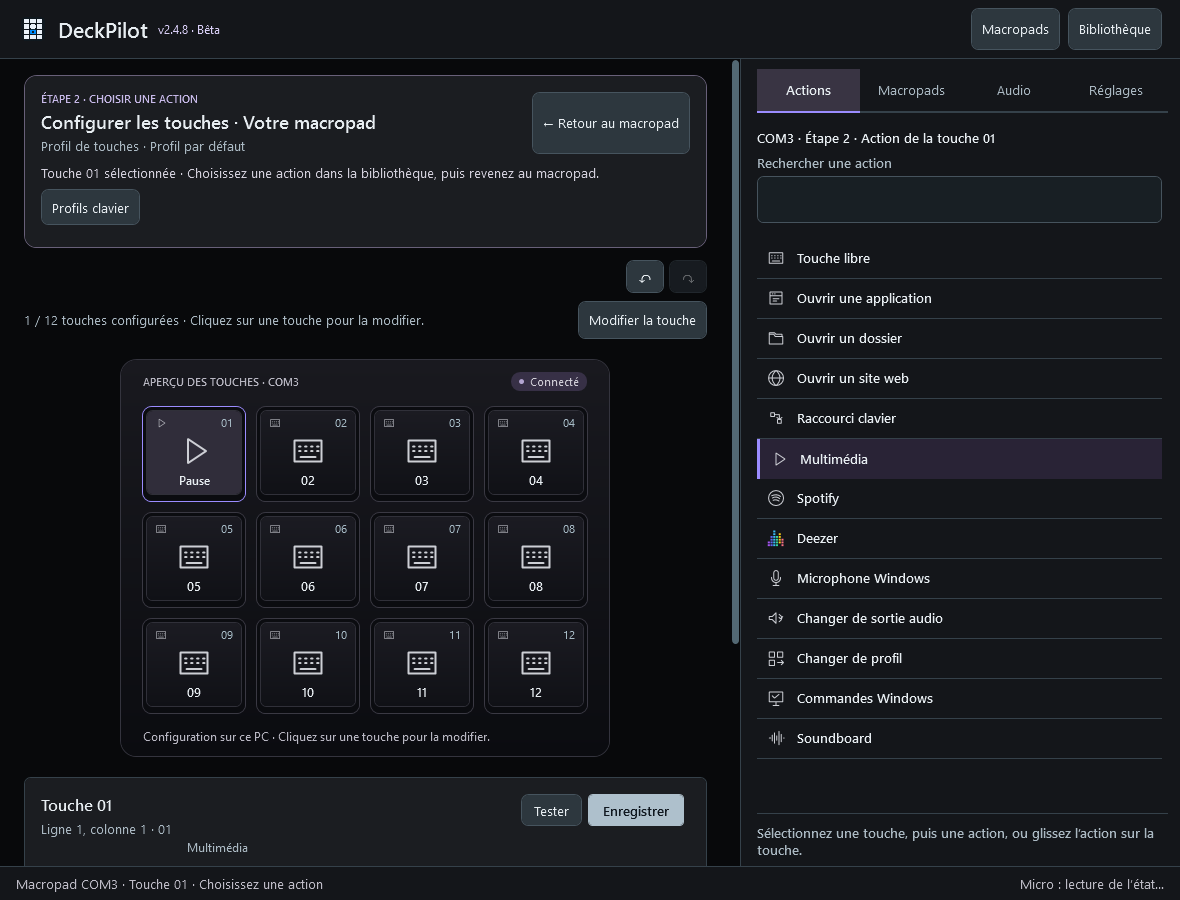 DeckPilot v2.4.8 · Bêta
Macropads
Bibliothèque
ÉTAPE 2 · CHOISIR UNE ACTION
Configurer les touches · Votre macropad
Profil de touches · Profil par défaut
← Retour au macropad
Touche 01 sélectionnée · Choisissez une action dans la bibliothèque, puis revenez au macropad.
Profils clavier
1 / 12 touches configurées · Cliquez sur une touche pour la modifier.
Modifier la touche
APERÇU DES TOUCHES · COM3
Connecté
01
Pause
02
02
03
03
04
04
05
05
06
06
07
07
08
08
09
09
10
10
11
11
12
12
Configuration sur ce PC · Cliquez sur une touche pour la modifier.
Touche 01
Ligne 1, colonne 1 · 01
Tester
Enregistrer
Multimédia
Actions
Macropads
Audio
Réglages
COM3 · Étape 2 · Action de la touche 01
Rechercher une action
Touche libre
Ouvrir une application
Ouvrir un dossier
Ouvrir un site web
Raccourci clavier
Multimédia
Spotify
Deezer
Microphone Windows
Changer de sortie audio
Changer de profil
Commandes Windows
Soundboard
Sélectionnez une touche, puis une action, ou glissez l'action sur la
touche.
Macropad COM3 · Touche 01 · Choisissez une action
Micro : lecture de l'état...